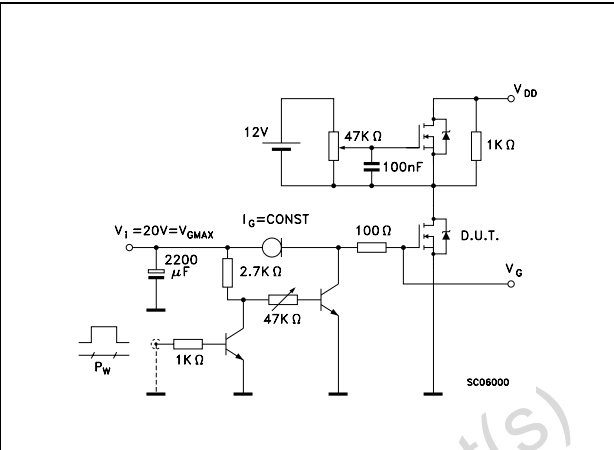 V_DD
12V
47KΩ
1KΩ
100nF
I_G=CONST
V_i=20V=V_GMAX
100Ω
D.U.T.
2200
μF
2.7KΩ
V_G
47KΩ
1KΩ
P_W
SC06000
t(s)